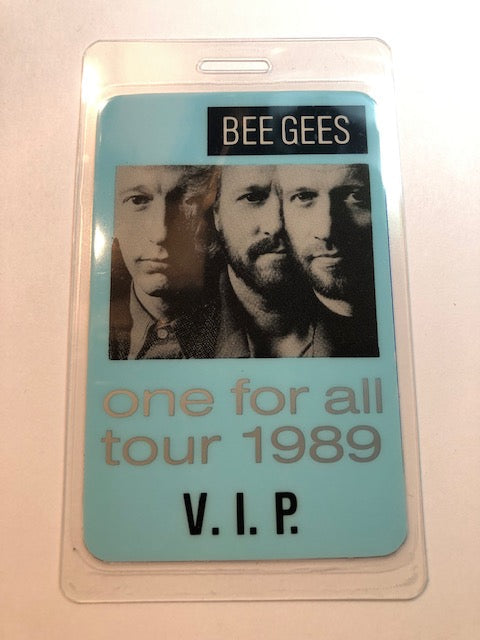 BEE GEES
one for all
tour 1989
V. I. P.